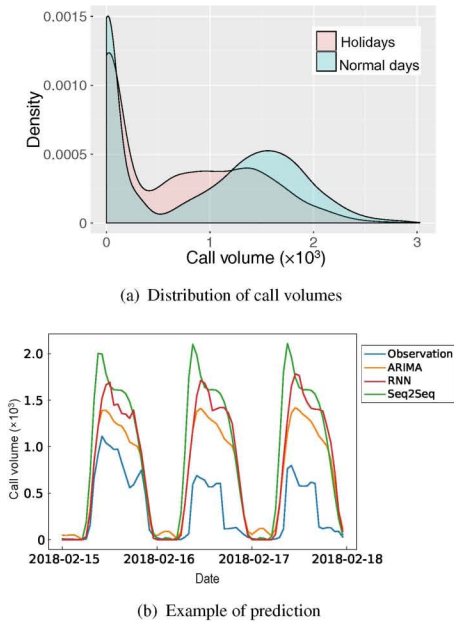 0.0015
0.0010
0.0005
0
Density
Holidays
Normal days
0 1 2 3
Call volume (×10³)
(a) Distribution of call volumes
2.0
1.5
1.0
0.5
0
Call volume (×10³)
Observation
ARIMA
RNN
Seq2Seq
2018-02-15 2018-02-16 2018-02-17 2018-02-18
Date
(b) Example of prediction